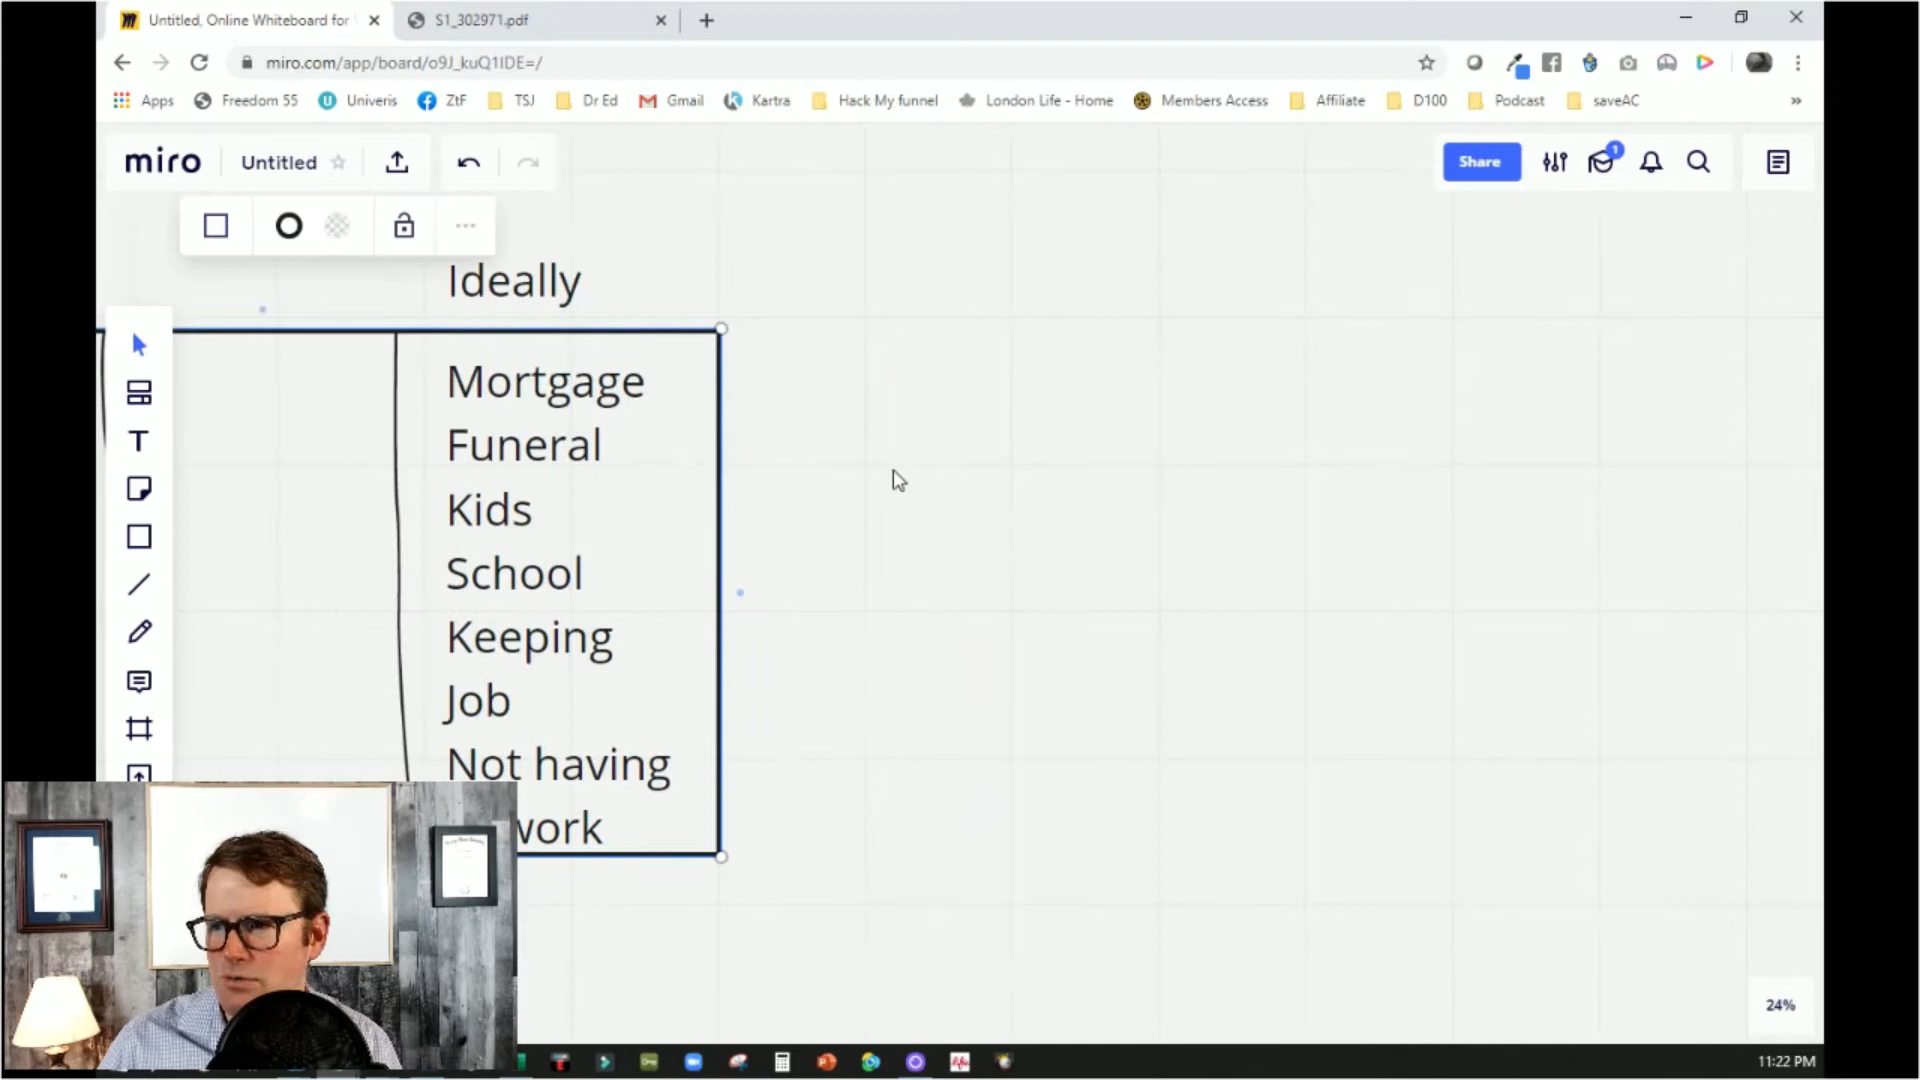 Untitled, Online Whiteboard for
S1_302971.pdf
miro.com/app/board/o9J_kuQ1IDE=/
Apps Freedom 55 Univeris ZtF TSJ Dr Ed Gmail Kartra Hack My funnel London Life - Home Members Access Affiliate D100 Podcast saveAC
miro Untitled Share 1
Ideally
Mortgage
Funeral
Kids
School
Keeping
Job
Not having
work
24%
11:22 PM